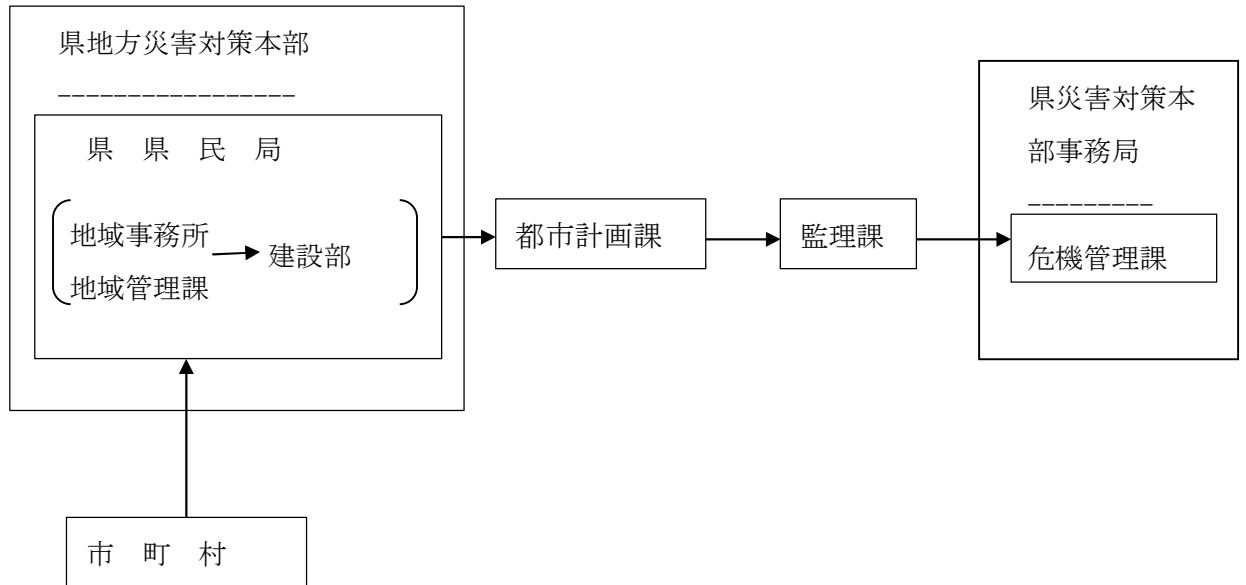 県地方災害対策本部
県　県　民　局
地域事務所
地域管理課
建設部
都市計画課
監理課
県災害対策本
部事務局
危機管理課
市　町　村